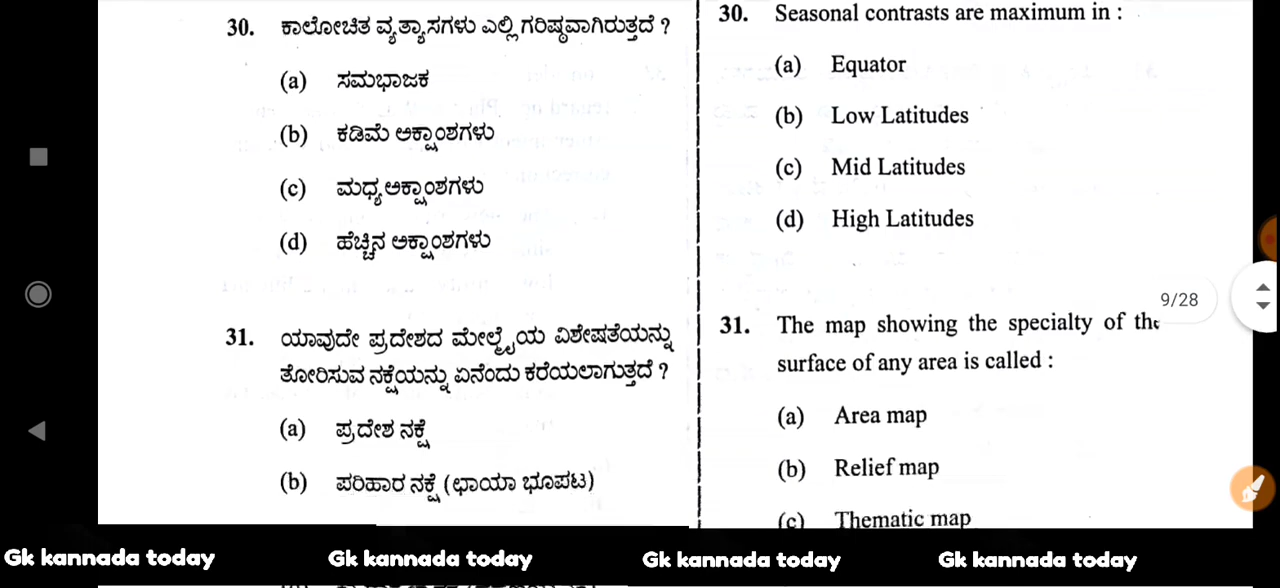 30. ಕಾಲೋಚಿತ ವ್ಯತ್ಯಾಸಗಳು ಎಲ್ಲಿ ಗರಿಷ್ಠವಾಗಿರುತ್ತದೆ ?
(a) ಸಮಭಾಜಕ
(b) ಕಡಿಮೆ ಅಕ್ಷಾಂಶಗಳು
(c) ಮಧ್ಯ ಅಕ್ಷಾಂಶಗಳು
(d) ಹೆಚ್ಚಿನ ಅಕ್ಷಾಂಶಗಳು
31. ಯಾವುದೇ ಪ್ರದೇಶದ ಮೇಲ್ಮೈಯ ವಿಶೇಷತೆಯನ್ನು
ತೋರಿಸುವ ನಕ್ಷೆಯನ್ನು ಏನೆಂದು ಕರೆಯಲಾಗುತ್ತದೆ ?
(a) ಪ್ರದೇಶ ನಕ್ಷೆ
(b) ಪರಿಹಾರ ನಕ್ಷೆ (ಛಾಯಾ ಭೂಪಟ)
30. Seasonal contrasts are maximum in :
(a) Equator
(b) Low Latitudes
(c) Mid Latitudes
(d) High Latitudes
9/28
31. The map showing the specialty of the
surface of any area is called :
(a) Area map
(b) Relief map
(c) Thematic map
Gk kannada today Gk kannada today Gk kannada today Gk kannada today